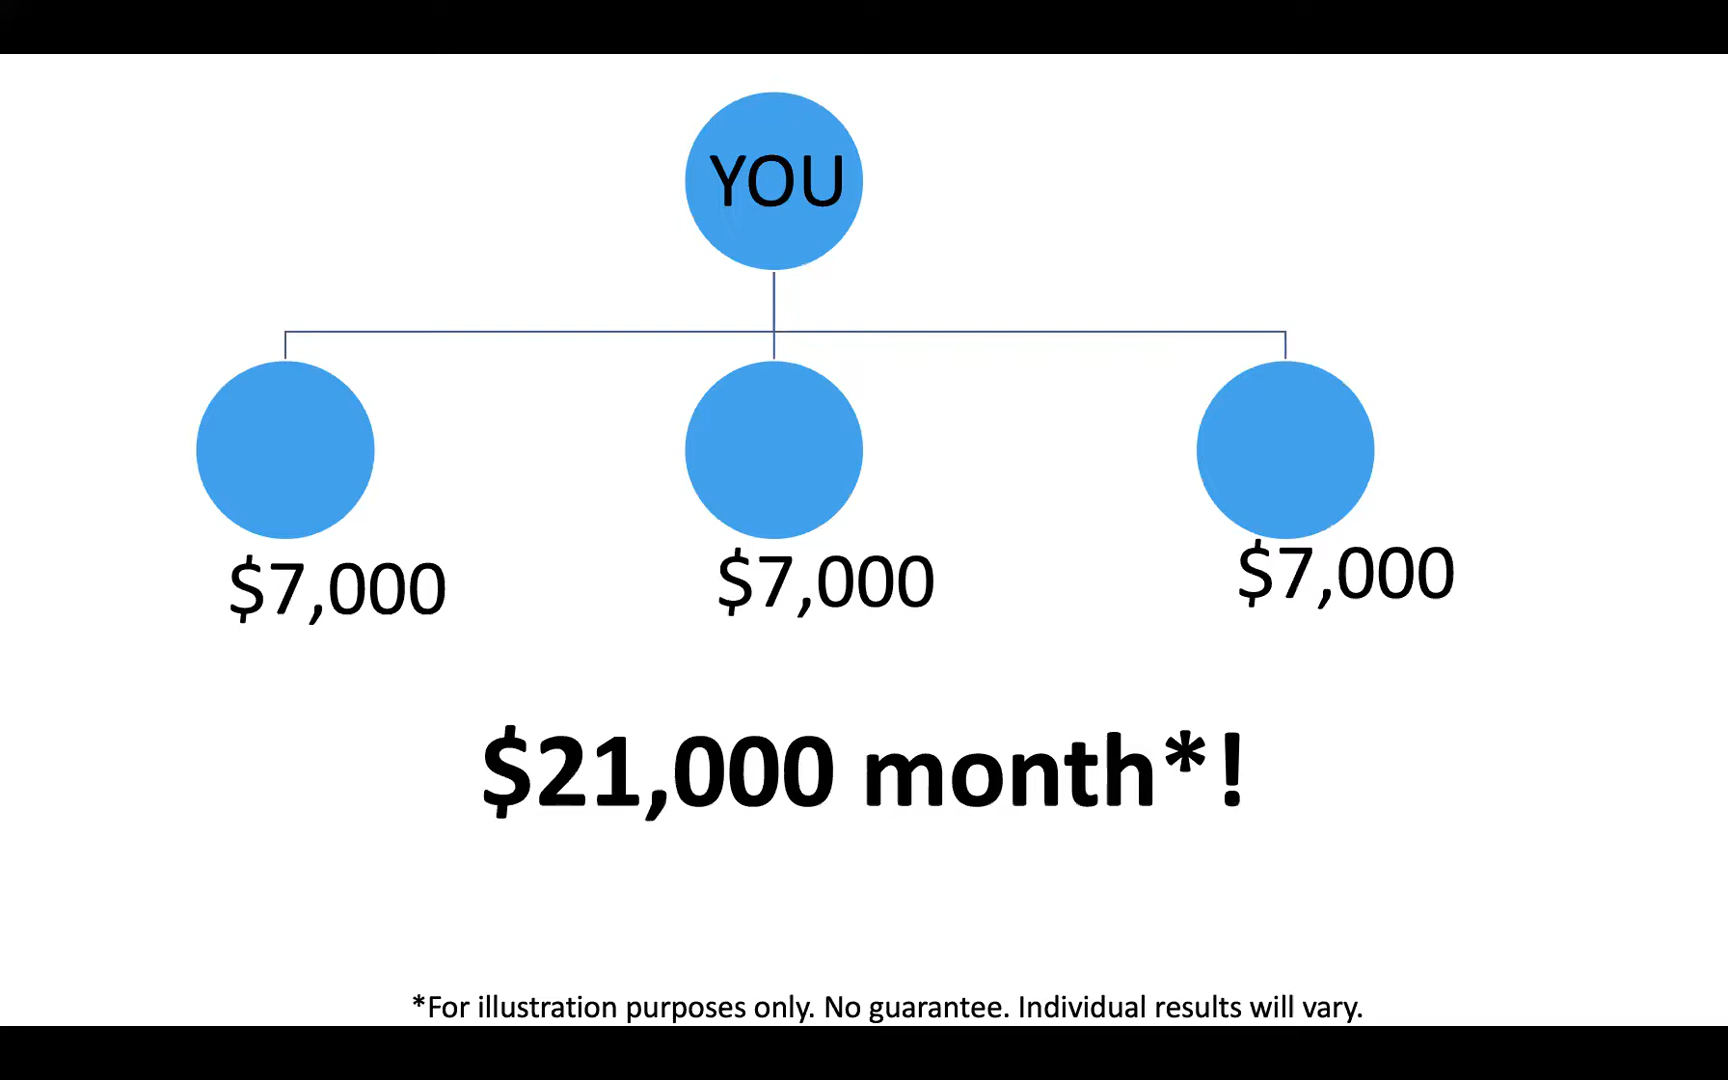 YOU
$7,000
$7,000
$7,000
$21,000 month*!
*For illustration purposes only. No guarantee. Individual results will vary.